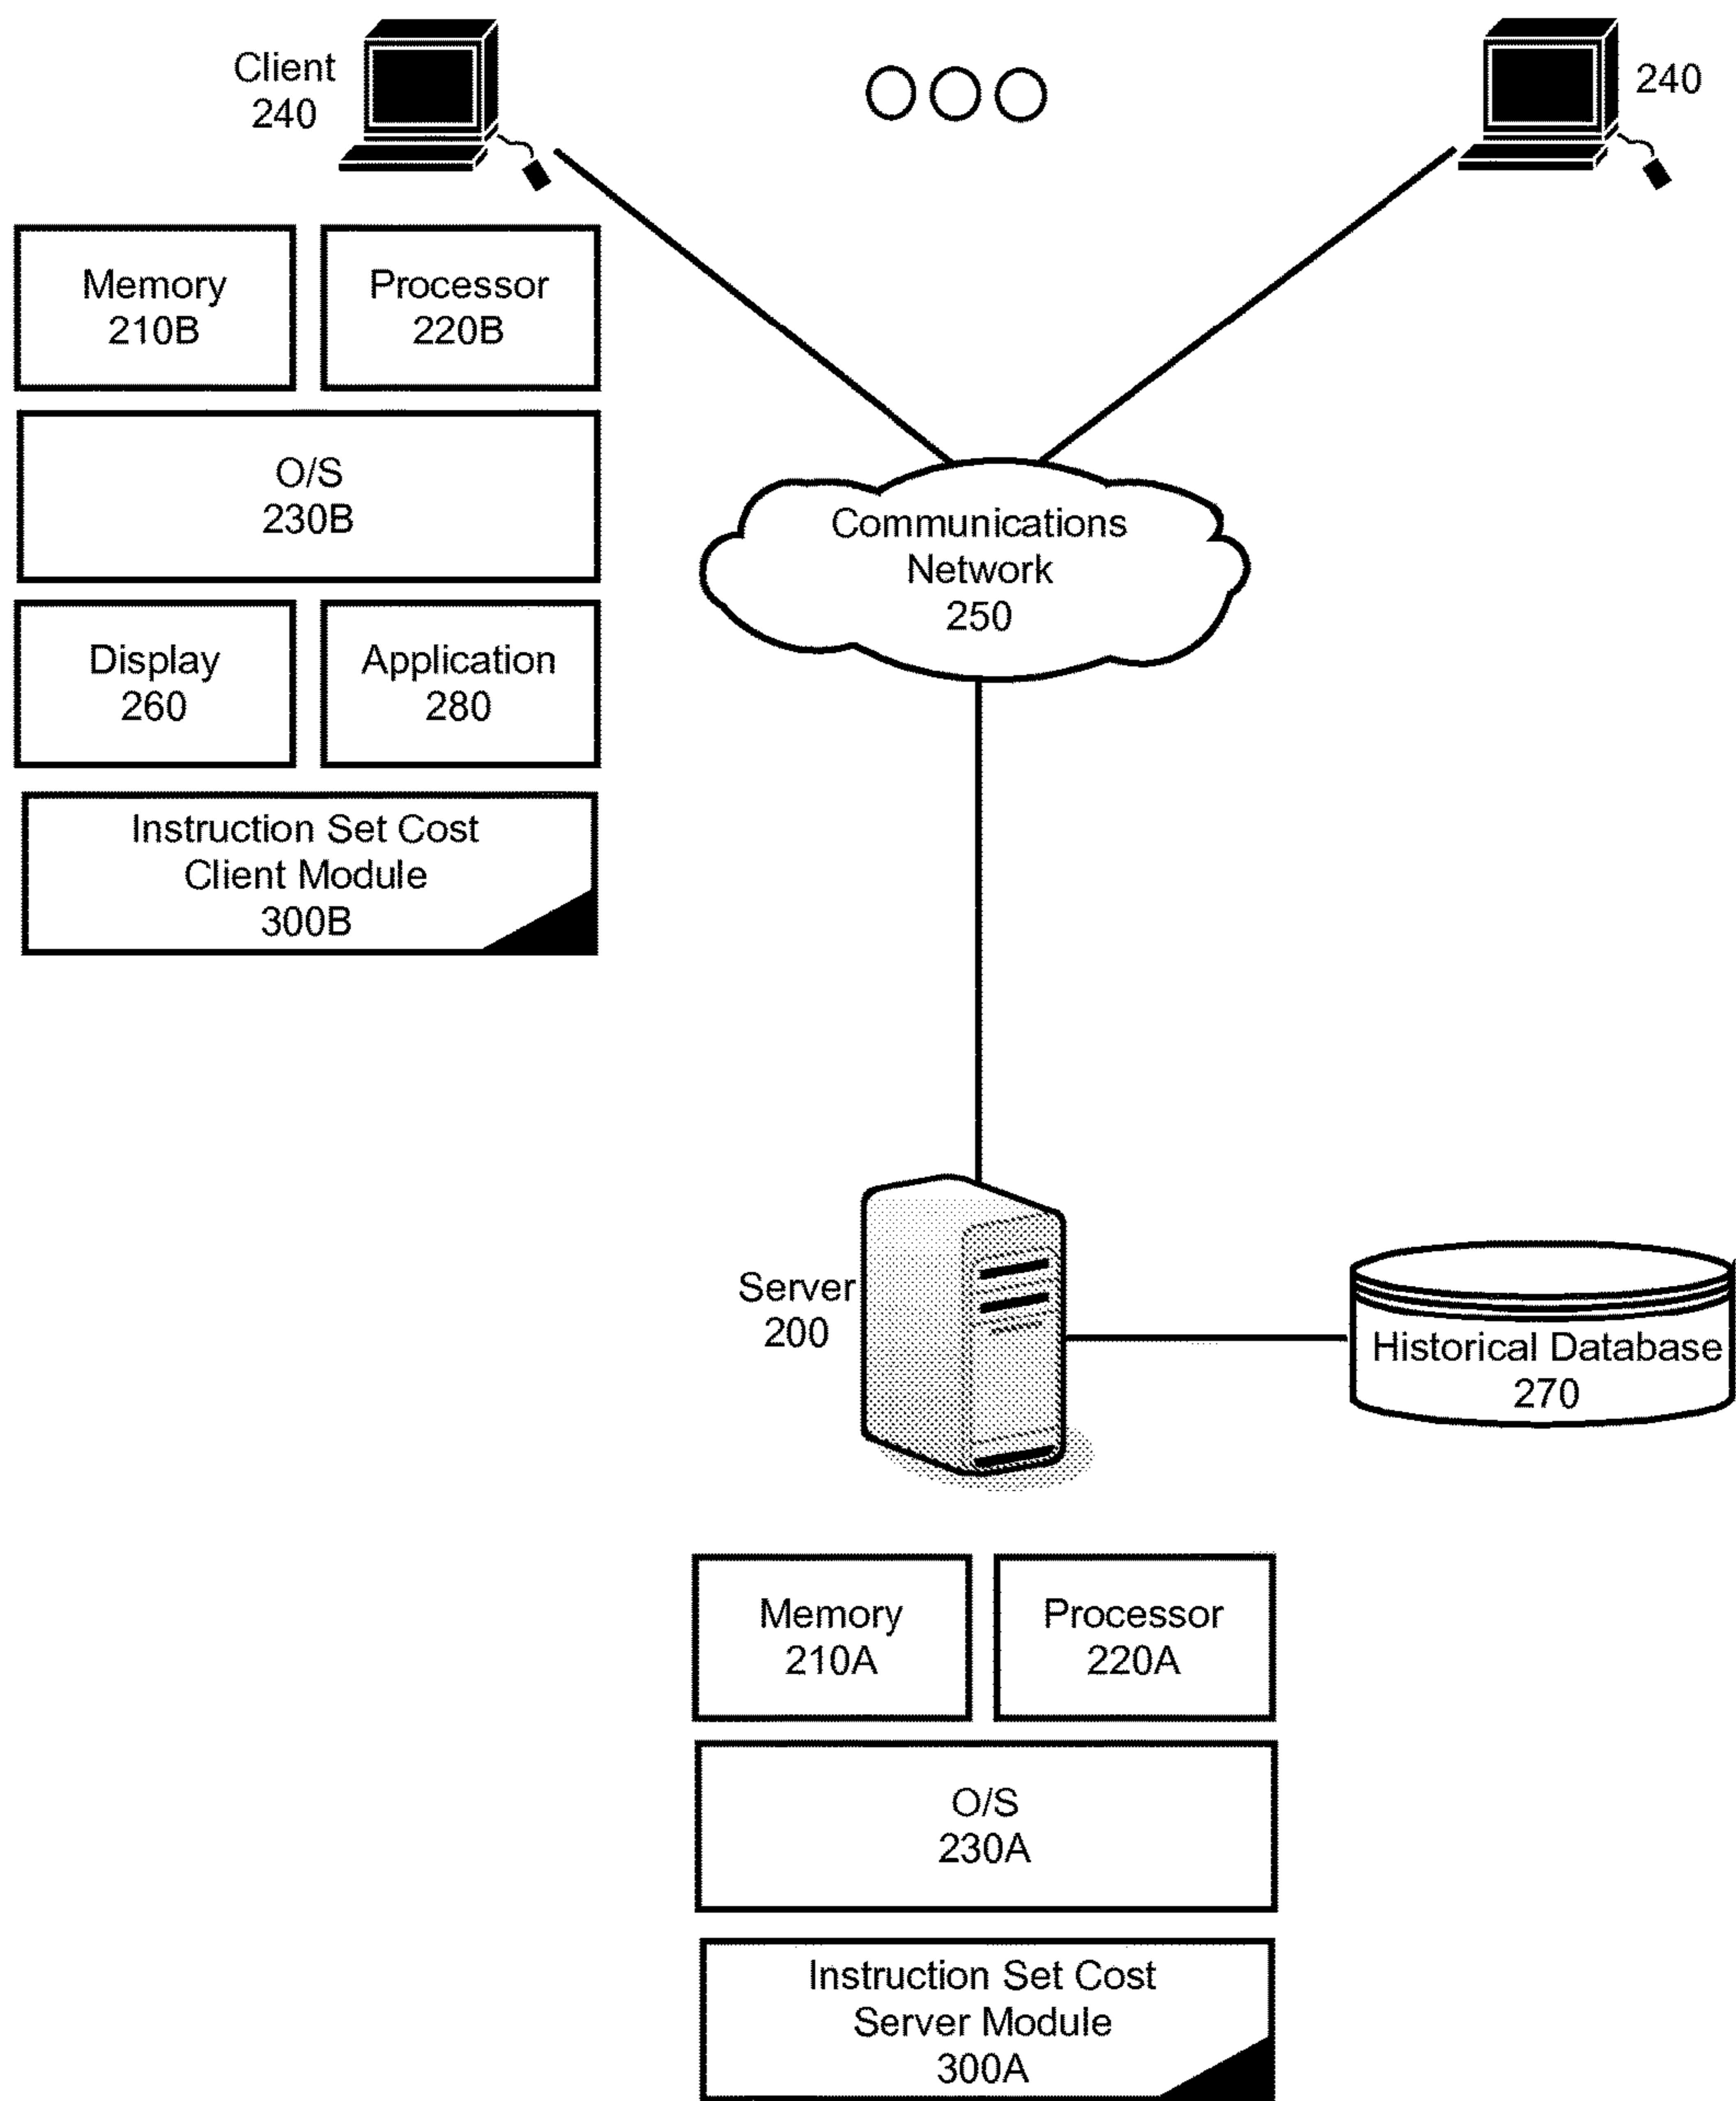 Client
240
240
Memory
210B
Processor
220B
O/S
230B
Display
260
Application
280
Instruction Set Cost
Client Module
300B
Communications
Network
250
Server
200
Historical Database
270
Memory
210A
Processor
220A
O/S
230A
Instruction Set Cost
Server Module
300A